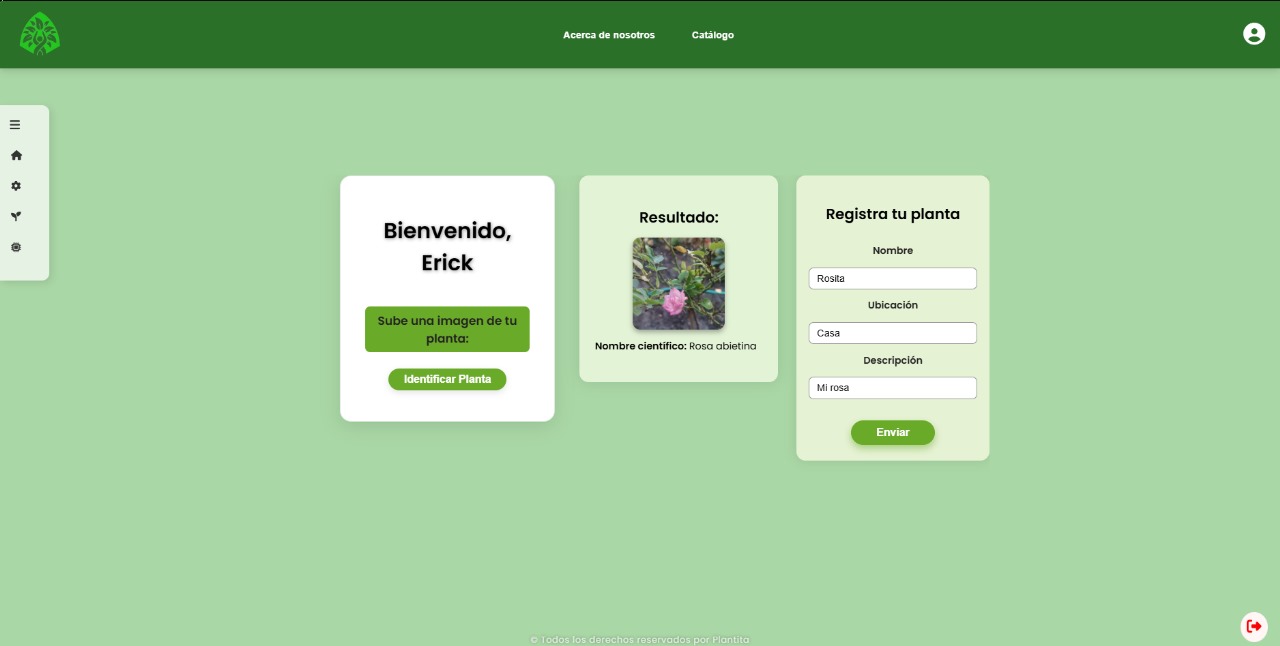 Acerca de nosotros
Catálogo
Bienvenido,
Erick
Sube una imagen de tu
planta:
Identificar Planta
Resultado:
Nombre científico: Rosa abietina
Registra tu planta
Nombre
Rosita
Ubicación
Casa
Descripción
Mi rosa
Enviar
© Todos los derechos reservados por Plantita